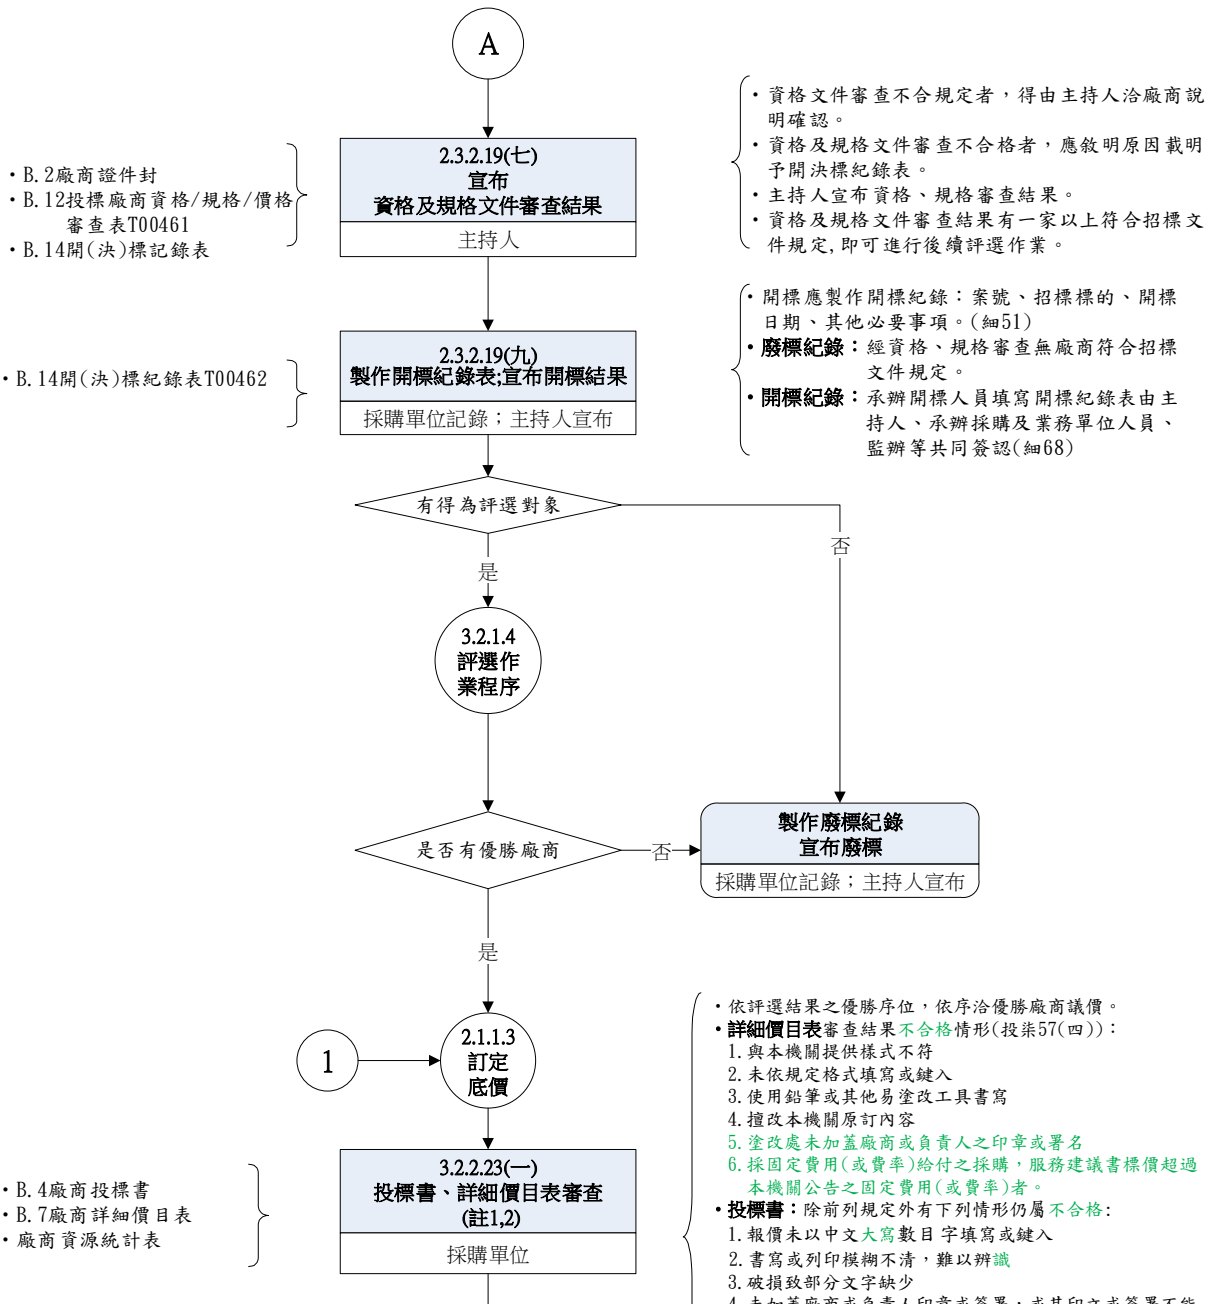 A
・B.2廠商證件封
・B.12投標廠商資格/規格/價格
審查表T00461
・B.14開(決)標記錄表
2.3.2.19(七)
宣布
資格及規格文件審查結果
主持人
・資格文件審查不合規定者，得由主持人洽廠商說
明確認。
・資格及規格文件審查不合格者，應敘明原因載明
予開決標紀錄表。
・主持人宣布資格、規格審查結果。
・資格及規格文件審查結果有一家以上符合招標文
件規定,即可進行後續評選作業。
・B.14開(決)標紀錄表T00462
2.3.2.19(九)
製作開標紀錄表;宣布開標結果
採購單位記錄；主持人宣布
・開標應製作開標紀錄：案號、招標標的、開標
日期、其他必要事項。(細51)
・廢標紀錄：經資格、規格審查無廠商符合招標
文件規定。
・開標紀錄：承辦開標人員填寫開標紀錄表由主
持人、承辦採購及業務單位人員、
監辦等共同簽認(細68)
有得為評選對象
否
是
3.2.1.4
評選作
業程序
是否有優勝廠商
否
製作廢標紀錄
宣布廢標
採購單位記錄；主持人宣布
是
1
2.1.1.3
訂定
底價
・B.4廠商投標書
・B.7廠商詳細價目表
・廠商資源統計表
3.2.2.23(一)
投標書、詳細價目表審查
(註1,2)
採購單位
・依評選結果之優勝序位，依序洽優勝廠商議價。
・詳細價目表審查結果不合格情形(投柒57(四))：
1.與本機關提供樣式不符
2.未依規定格式填寫或鍵入
3.使用鉛筆或其他易塗改工具書寫
4.擅改本機關原訂內容
5.塗改處未加蓋廠商或負責人之印章或署名
6.採固定費用(或費率)給付之採購，服務建議書標價超過
本機關公告之固定費用(或費率)者。
・投標書：除前列規定外有下列情形仍屬不合格:
1.報價未以中文大寫數目字填寫或鍵入
2.書寫或列印模糊不清，難以辨識
3.破損致部分文字缺少
4.未加蓋廠商或負責人印章或簽署，或其印文或簽署不能